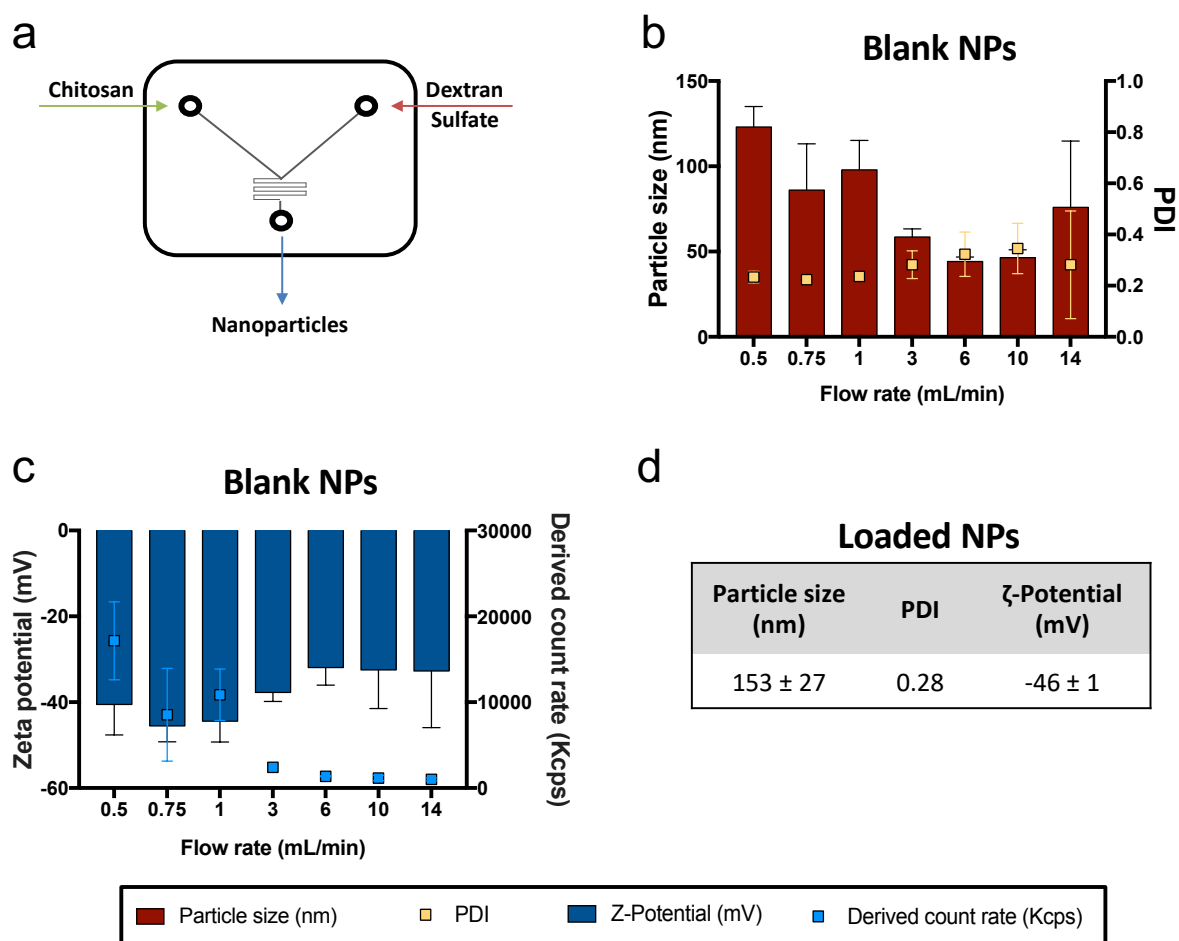 a
Chitosan
Dextran
Sulfate
Nanoparticles
b
Blank NPs
Particle size (nm)
150
100
50
0
PDI
1.0
0.8
0.6
0.4
0.2
0.0
0.5 0.75 1 3 6 10 14
Flow rate (mL/min)
c
Blank NPs
Zeta potential (mV)
0
-20
-40
-60
Derived count rate (Kcps)
30000
20000
10000
0
0.5 0.75 1 3 6 10 14
Flow rate (mL/min)
d
Loaded NPs
Particle size (nm) PDI ζ-Potential (mV)
153 ± 27 0.28 -46 ± 1
Particle size (nm) PDI Z-Potential (mV) Derived count rate (Kcps)